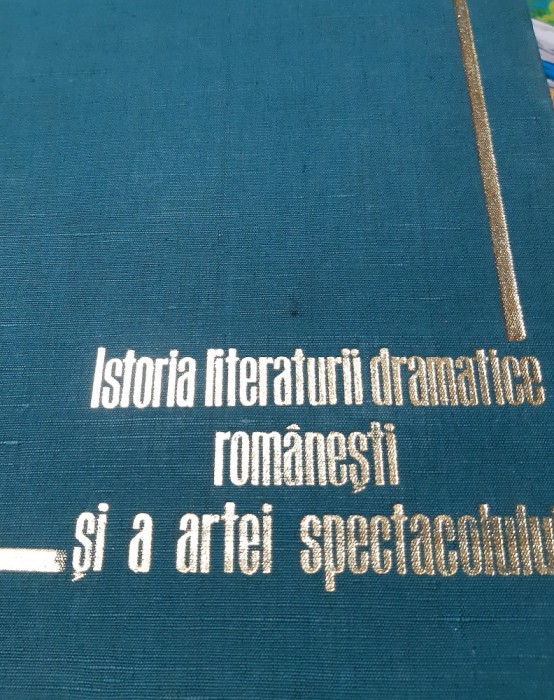 Istoria literaturii dramatice
românești
și a artei spectacolului